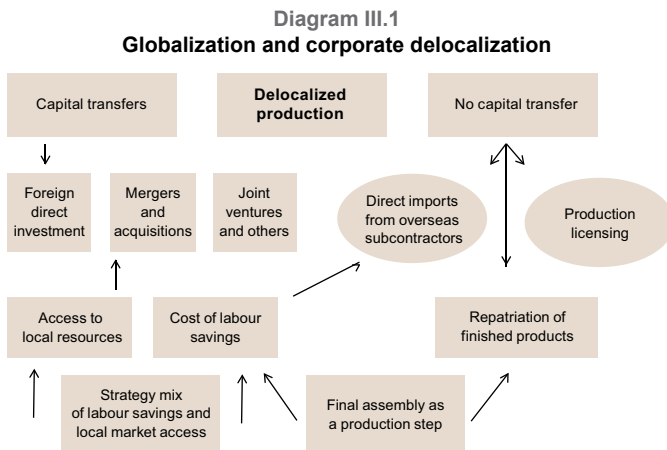 Diagram III.1
Globalization and corporate delocalization
Capital transfers
Delocalized
production
No capital transfer
Foreign
direct
investment
Mergers
and
acquisitions
Joint
ventures
and others
Direct imports
from overseas
subcontractors
Production
licensing
Access to
local resources
Cost of labour
savings
Repatriation of
finished products
Strategy mix
of labour savings and
local market access
Final assembly as
a production step